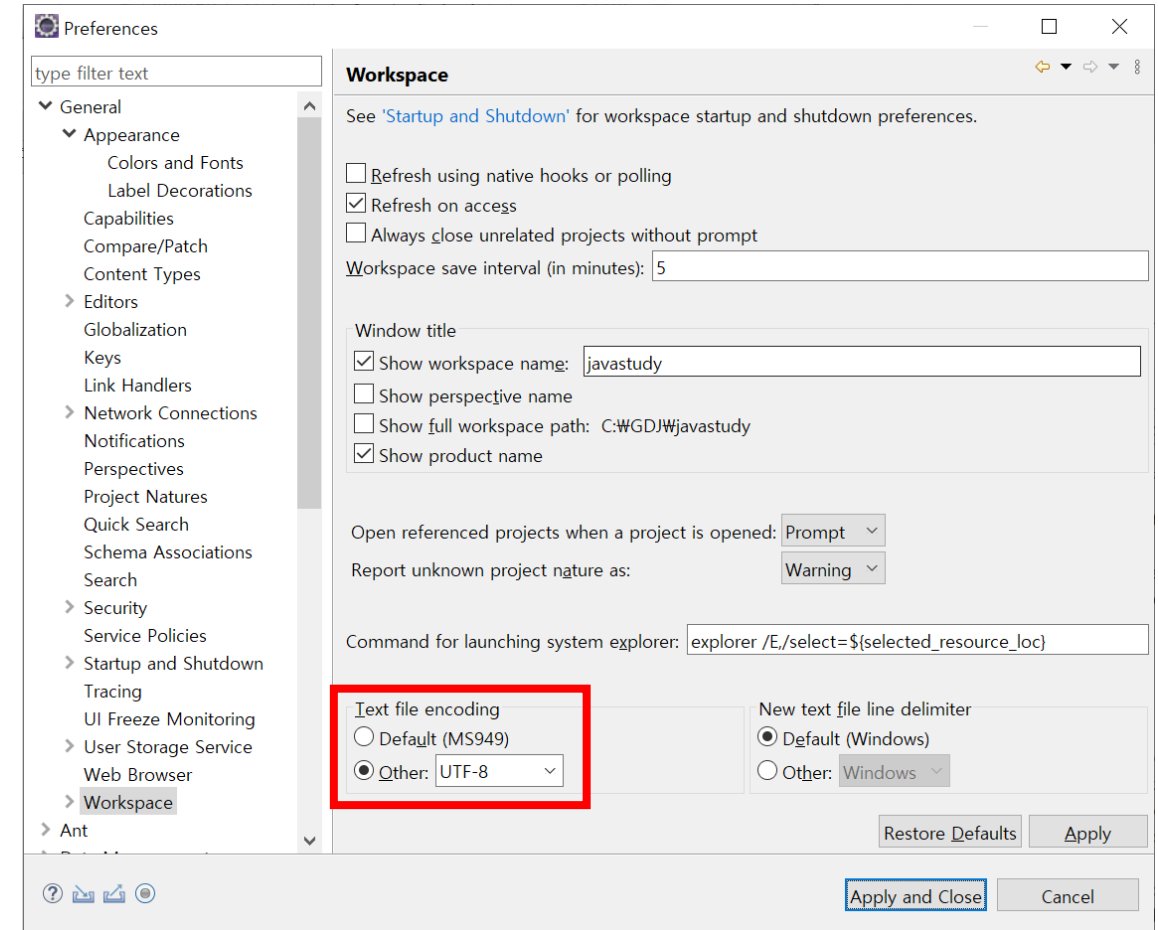 Preferences
type filter text
General
Appearance
Colors and Fonts
Label Decorations
Capabilities
Compare/Patch
Content Types
Editors
Globalization
Keys
Link Handlers
Network Connections
Notifications
Perspectives
Project Natures
Quick Search
Schema Associations
Search
Security
Service Policies
Startup and Shutdown
Tracing
UI Freeze Monitoring
User Storage Service
Web Browser
Workspace
Ant
Workspace
See 'Startup and Shutdown' for workspace startup and shutdown preferences.
Refresh using native hooks or polling
Refresh on access
Always close unrelated projects without prompt
Workspace save interval (in minutes): 5
Window title
Show workspace name: javastudy
Show perspective name
Show full workspace path: C:₩GDJ₩javastudy
Show product name
Open referenced projects when a project is opened: Prompt
Report unknown project nature as: Warning
Command for launching system explorer: explorer /E,/select=${selected_resource_loc}
Text file encoding
Default (MS949)
Other: UTF-8
New text file line delimiter
Default (Windows)
Other: Windows
Restore Defaults Apply
Apply and Close Cancel